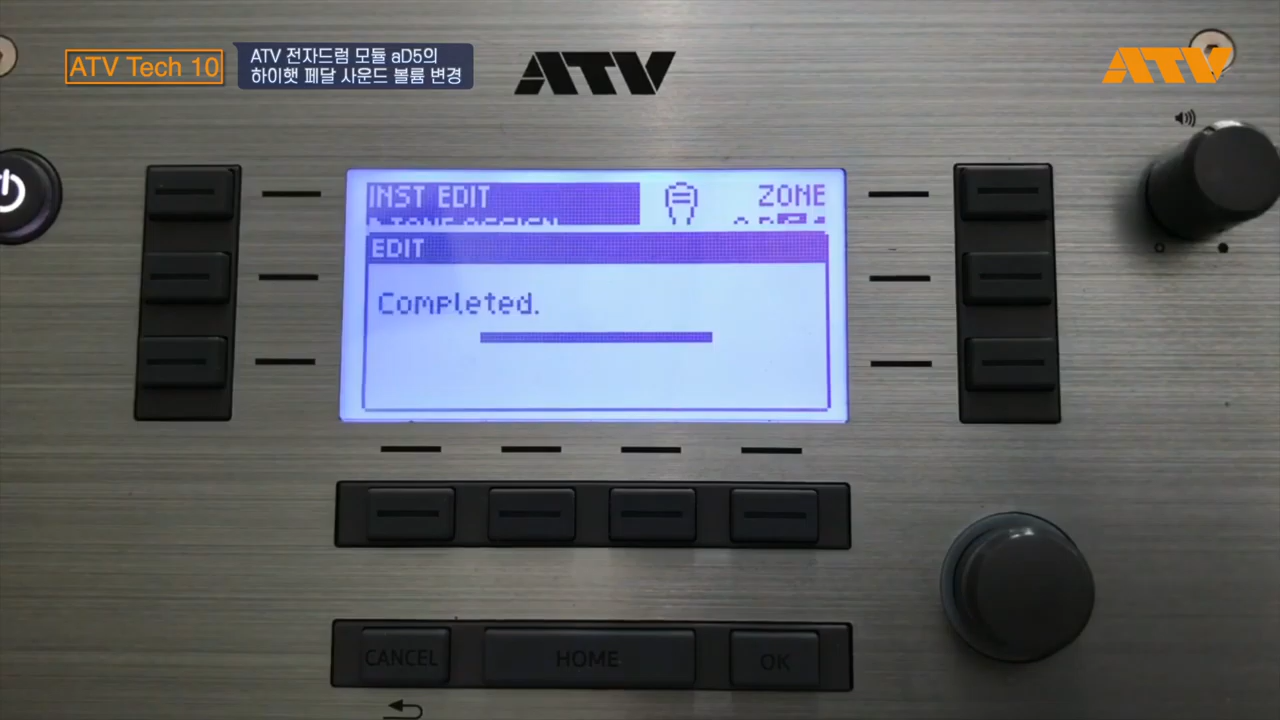 ATV Tech 10
ATV 전자드럼 모듈 aD5의
하이햇 페달 사운드 볼륨 변경
ATV
ATV
INST EDIT
ZONE
EDIT
Completed.
CANCEL
HOME
OK